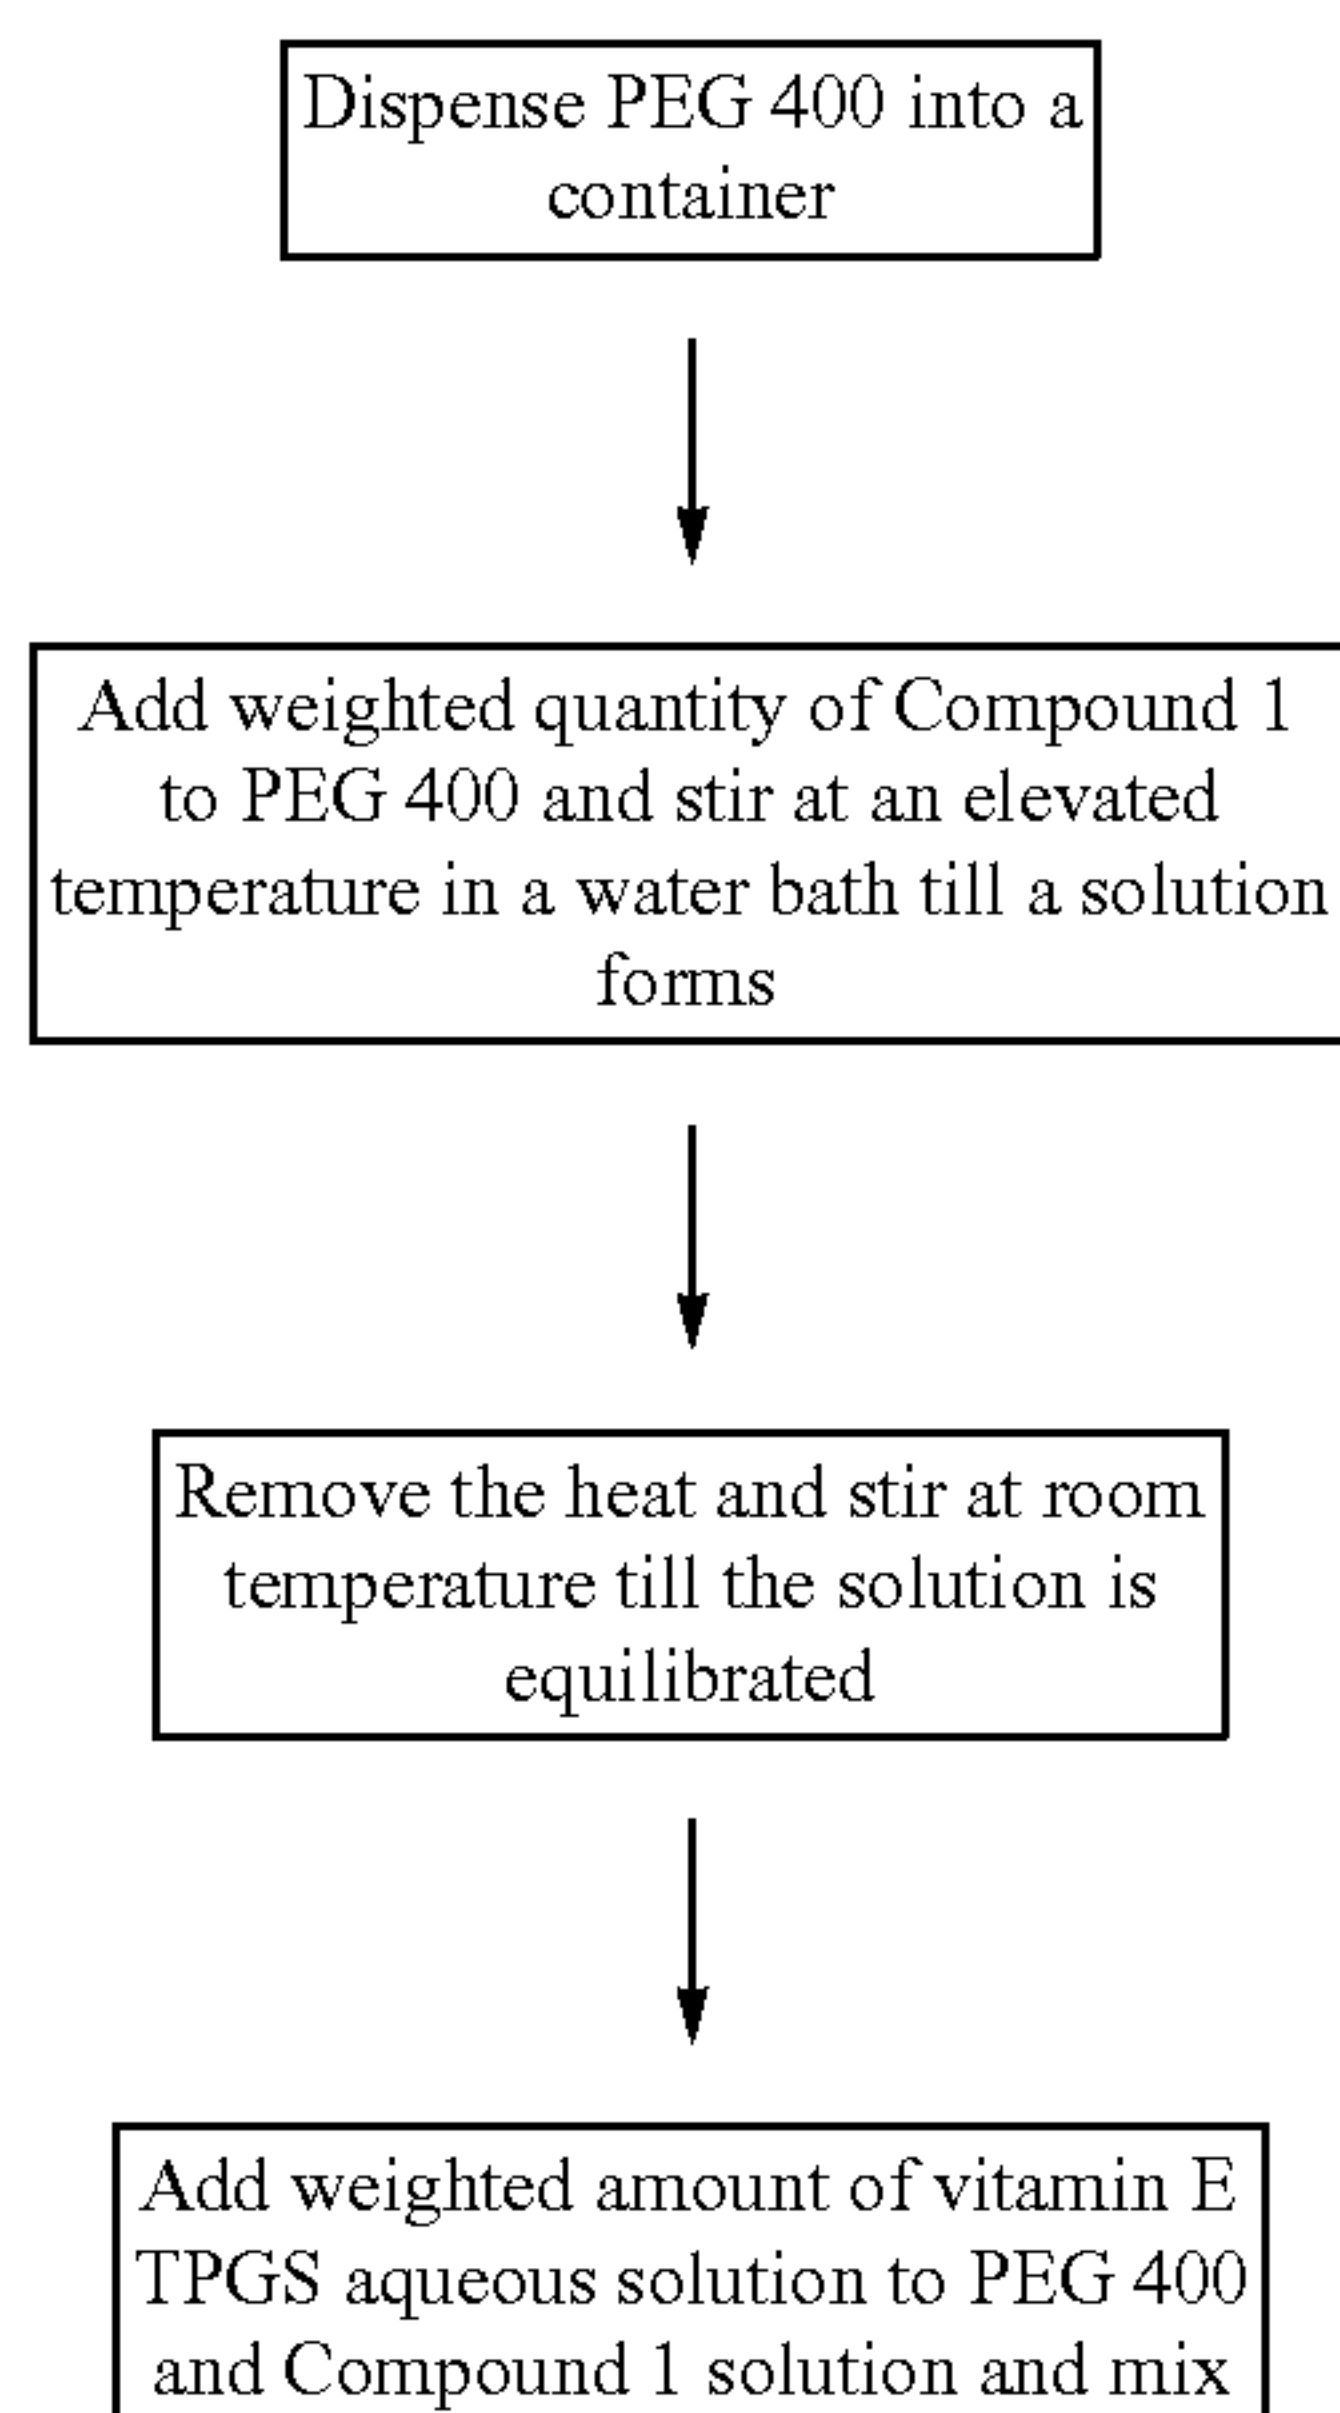 Dispense PEG 400 into a
container
Add weighted quantity of Compound 1
to PEG 400 and stir at an elevated
temperature in a water bath till a solution
forms
Remove the heat and stir at room
temperature till the solution is
equilibrated
Add weighted amount of vitamin E
TPGS aqueous solution to PEG 400
and Compound 1 solution and mix